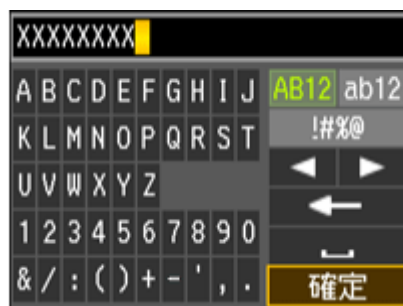 XXXXXXXX
A B C D E F G H I J AB12 ab12
K L M N O P Q R S T !#%@
U V W X Y Z
1 2 3 4 5 6 7 8 9 0
& / : ( ) + - ' , . 確定